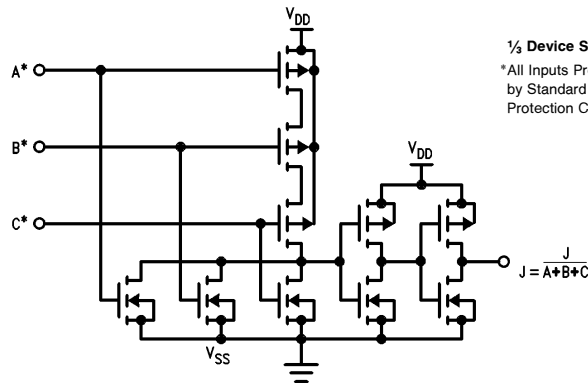 V_DD
⅓ Device S
*All Inputs Pr
by Standard
Protection C
A*
B*
V_DD
C*
J
J = A+B+C
V_SS